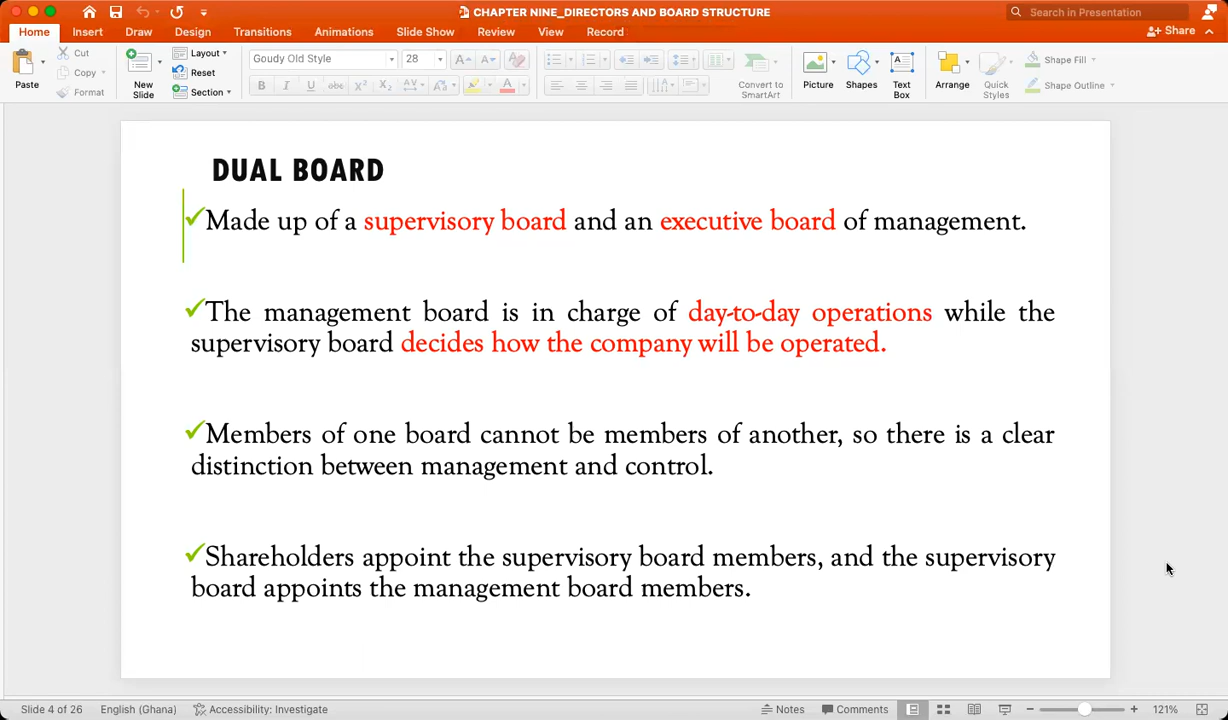 CHAPTER NINE_DIRECTORS AND BOARD STRUCTURE
Search in Presentation
Home Insert Draw Design Transitions Animations Slide Show Review View Record
Share
Paste
Cut
Copy
Format
New Slide
Layout
Reset
Section
Goudy Old Style
28
Convert to SmartArt
Picture
Shapes
Text Box
Arrange
Quick Styles
Shape Fill
Shape Outline
DUAL BOARD
Made up of a supervisory board and an executive board of management.
The management board is in charge of day-to-day operations while the
supervisory board decides how the company will be operated.
Members of one board cannot be members of another, so there is a clear
distinction between management and control.
Shareholders appoint the supervisory board members, and the supervisory
board appoints the management board members.
Slide 4 of 26 English (Ghana) Accessibility: Investigate Notes Comments 121%